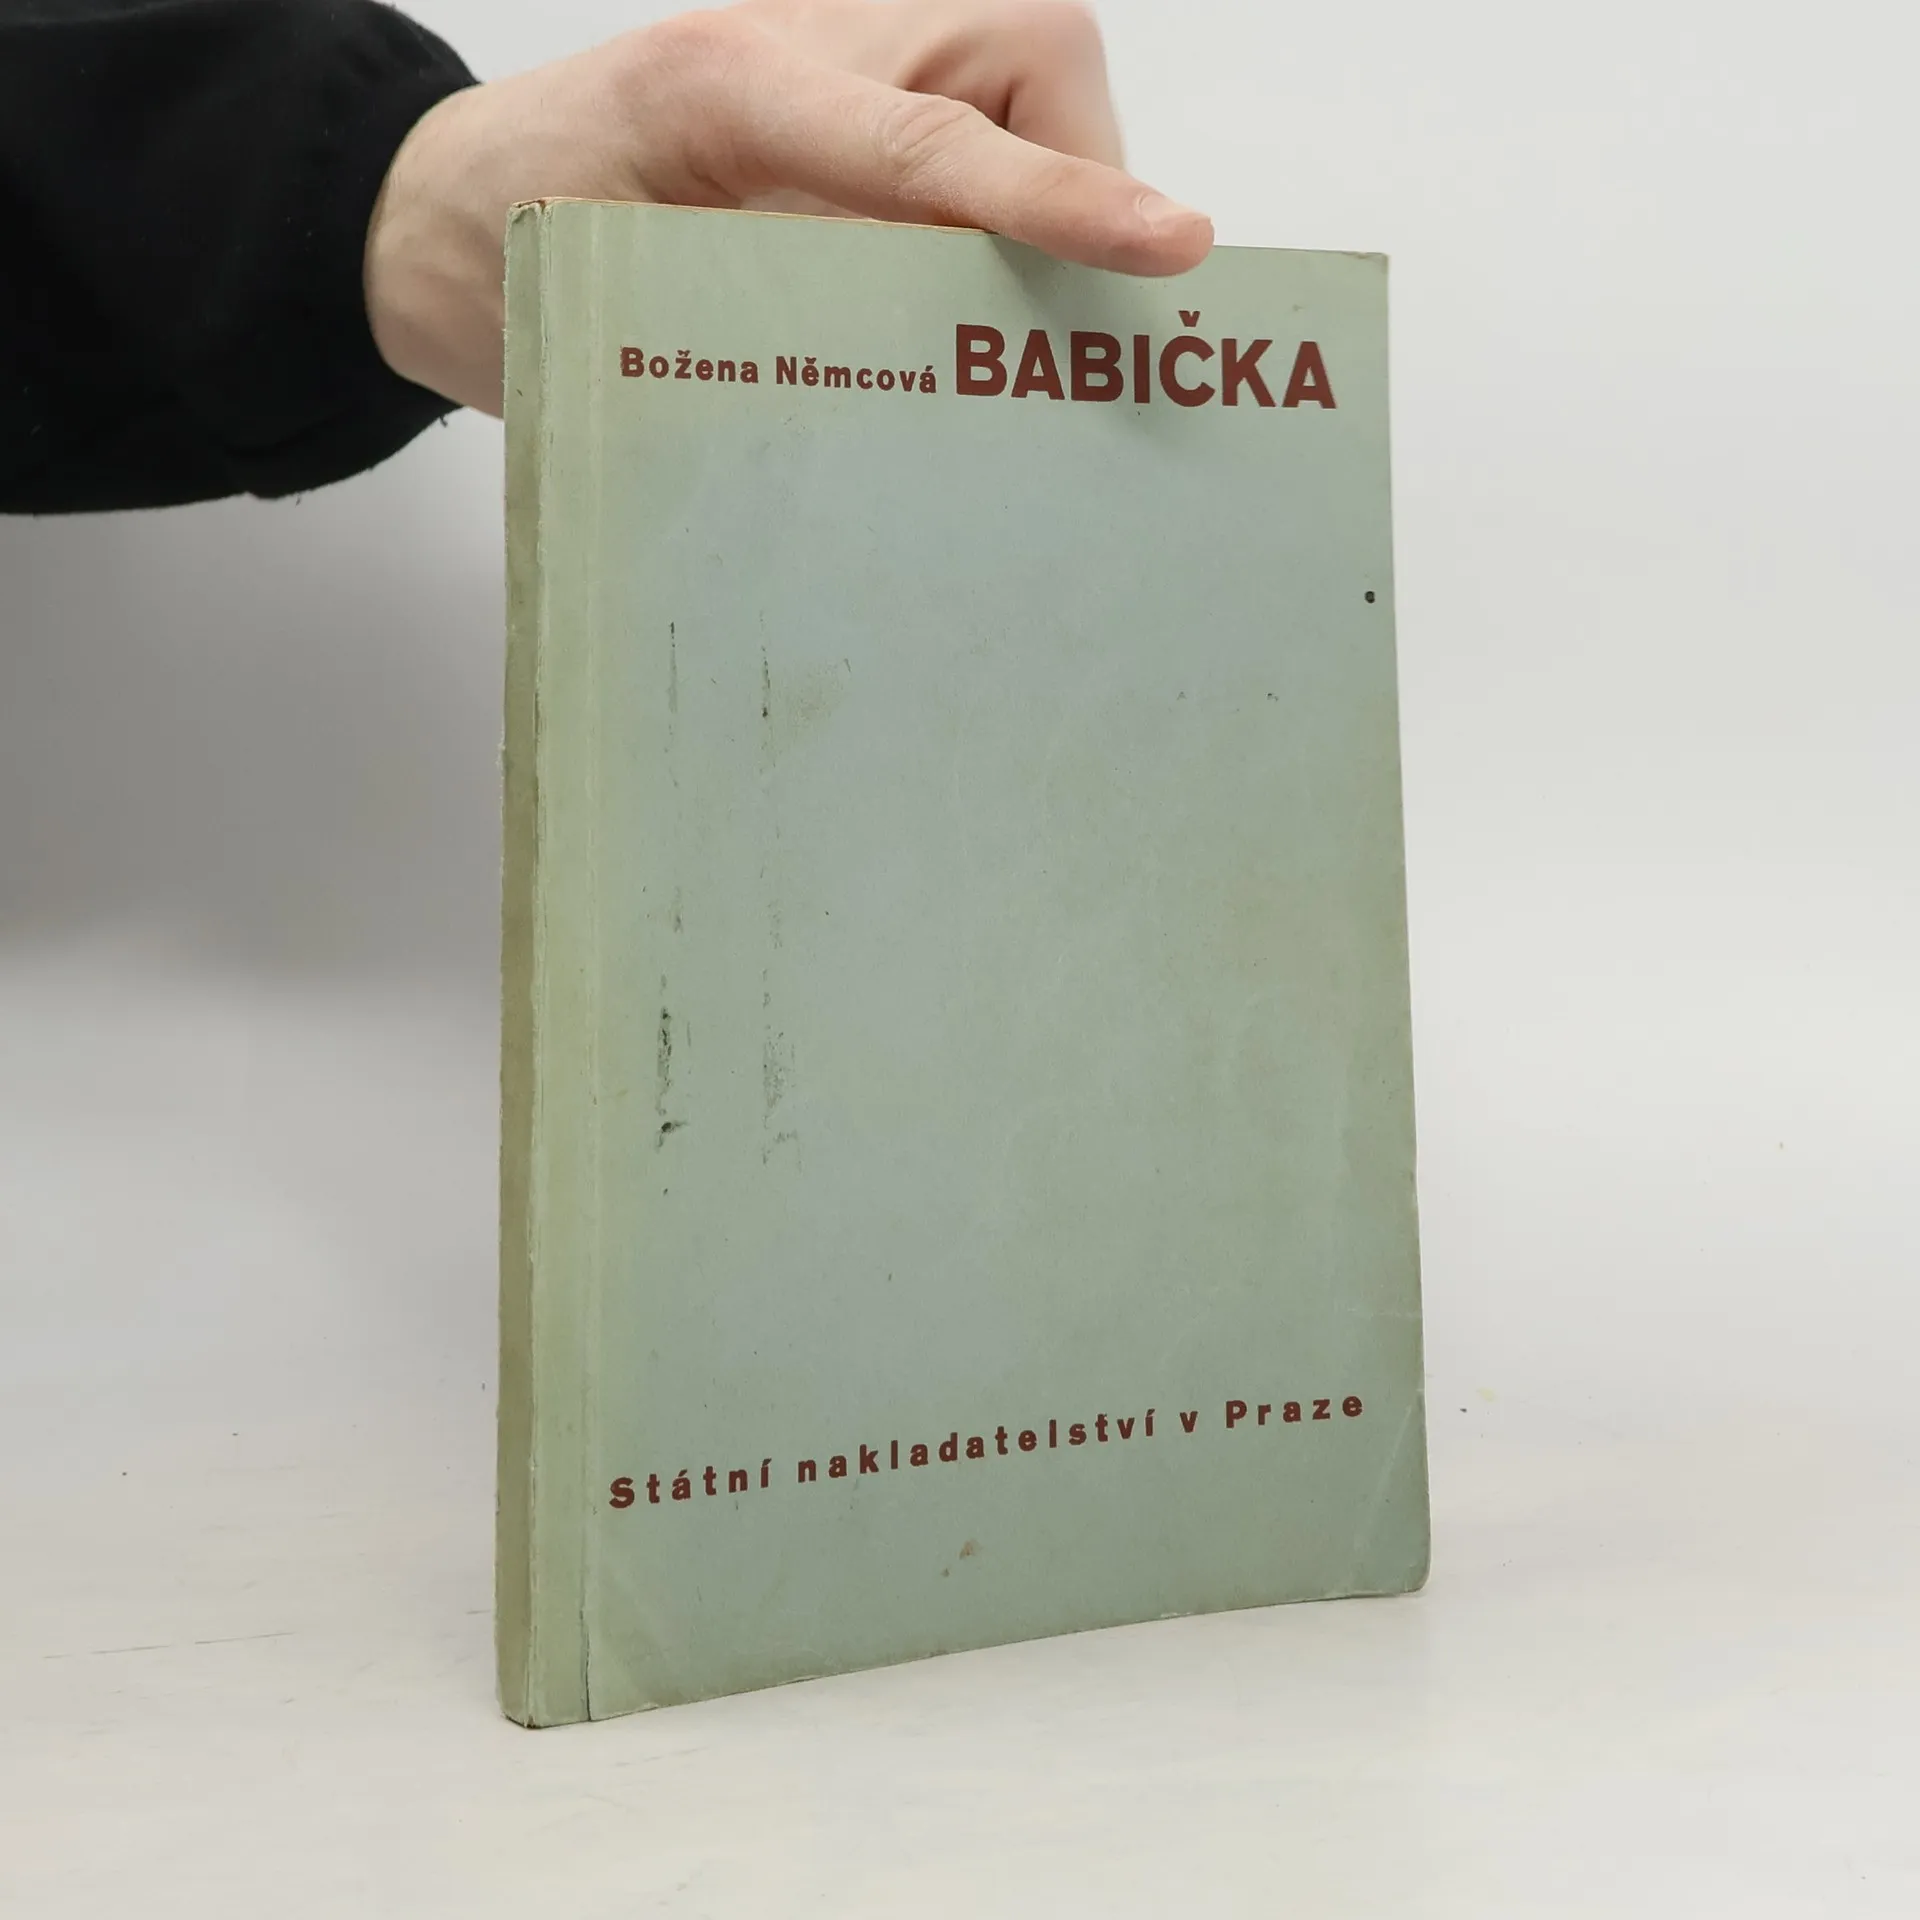 Božena Němcová BABIČKA
Státní nakladatelství v Praze